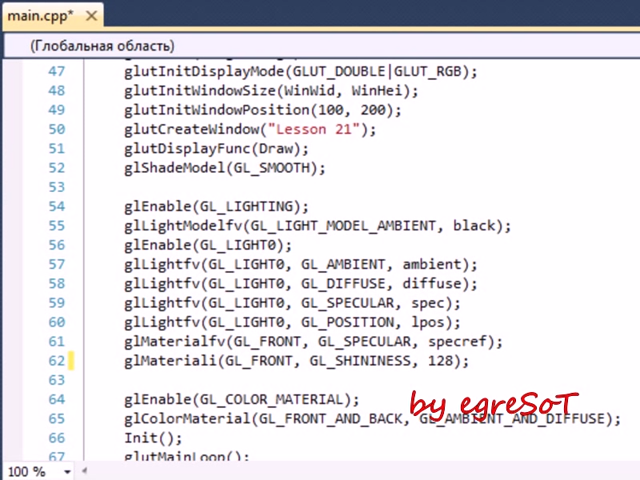 main.cpp*
(Глобальная область)
47 glutInitDisplayMode(GLUT_DOUBLE|GLUT_RGB);
48 glutInitWindowSize(WinWid, WinHei);
49 glutInitWindowPosition(100, 200);
50 glutCreateWindow("Lesson 21");
51 glutDisplayFunc(Draw);
52 glShadeModel(GL_SMOOTH);
53
54 glEnable(GL_LIGHTING);
55 glLightModelfv(GL_LIGHT_MODEL_AMBIENT, black);
56 glEnable(GL_LIGHT0);
57 glLightfv(GL_LIGHT0, GL_AMBIENT, ambient);
58 glLightfv(GL_LIGHT0, GL_DIFFUSE, diffuse);
59 glLightfv(GL_LIGHT0, GL_SPECULAR, spec);
60 glLightfv(GL_LIGHT0, GL_POSITION, lpos);
61 glMaterialfv(GL_FRONT, GL_SPECULAR, specref);
62 glMateriali(GL_FRONT, GL_SHININESS, 128);
63
64 glEnable(GL_COLOR_MATERIAL);
by egreSoT
65 glColorMaterial(GL_FRONT_AND_BACK, GL_AMBIENT_AND_DIFFUSE);
66 Init();
67 glutMainLoop();
100 %